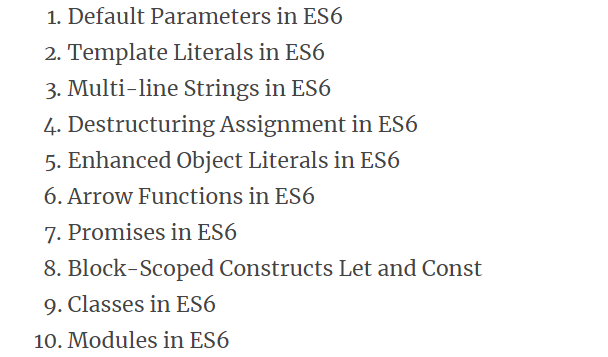 1. Default Parameters in ES6
2. Template Literals in ES6
3. Multi-line Strings in ES6
4. Destructuring Assignment in ES6
5. Enhanced Object Literals in ES6
6. Arrow Functions in ES6
7. Promises in ES6
8. Block-Scoped Constructs Let and Const
9. Classes in ES6
10. Modules in ES6